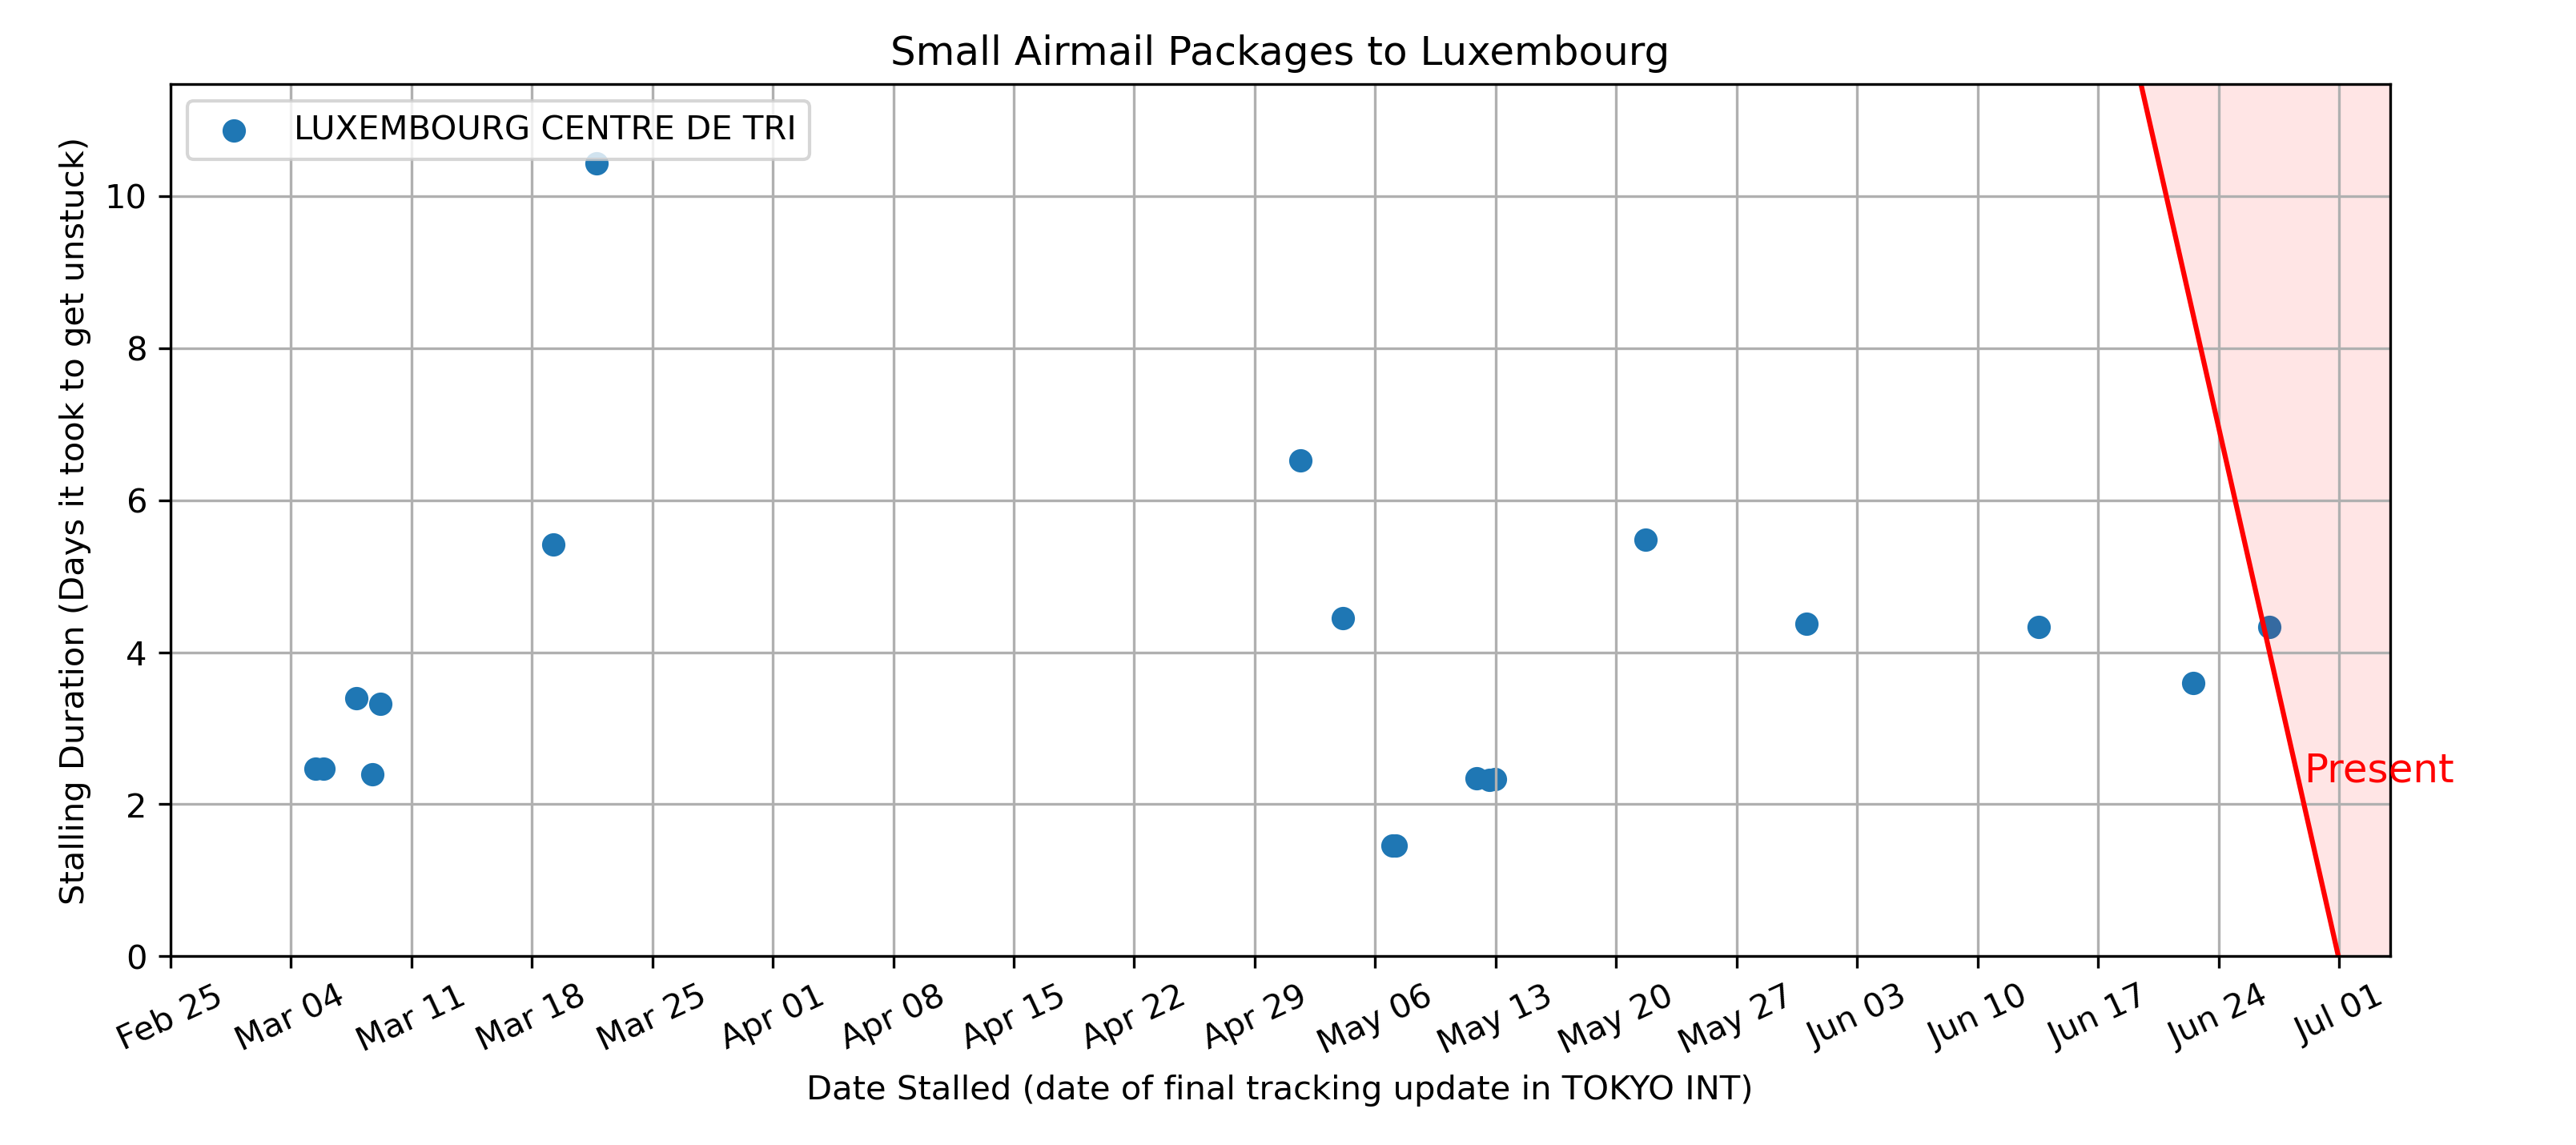 Small Airmail Packages to Luxembourg
LUXEMBOURG CENTRE DE TRI
Stalling Duration (Days it took to get unstuck)
10
8
6
4
2
0
Present
Feb 25
Mar 04
Mar 11
Mar 18
Mar 25
Apr 01
Apr 08
Apr 15
Apr 22
Apr 29
May 06
May 13
May 20
May 27
Jun 03
Jun 10
Jun 17
Jun 24
Jul 01
Date Stalled (date of final tracking update in TOKYO INT)